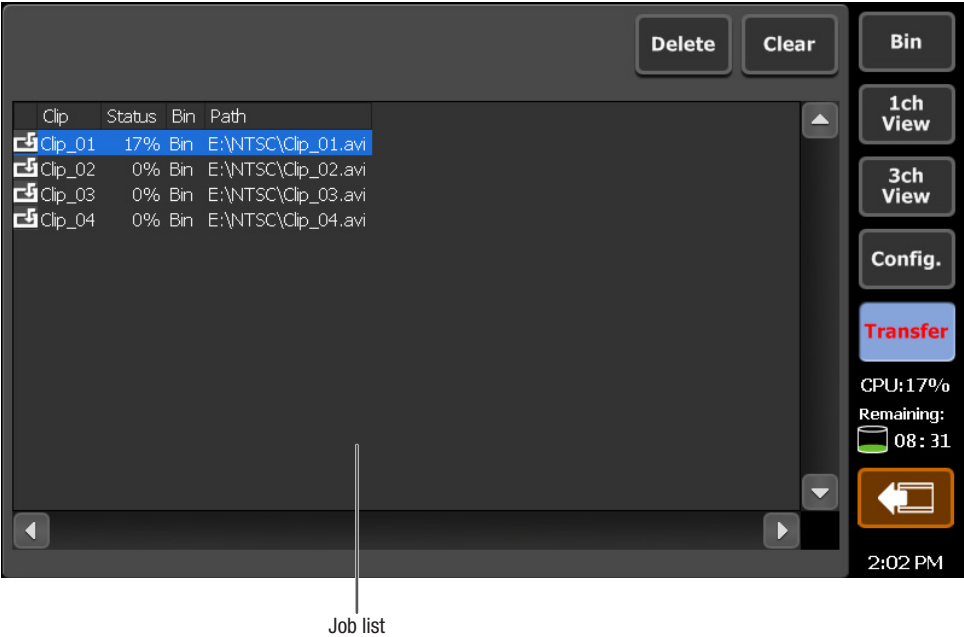 Delete Clear
Clip Status Bin Path
Clip_01 17% Bin E:\NTSC\Clip_01.avi
Clip_02 0% Bin E:\NTSC\Clip_02.avi
Clip_03 0% Bin E:\NTSC\Clip_03.avi
Clip_04 0% Bin E:\NTSC\Clip_04.avi
Bin
1ch
View
3ch
View
Config.
Transfer
CPU:17%
Remaining:
08:31
2:02 PM
Job list